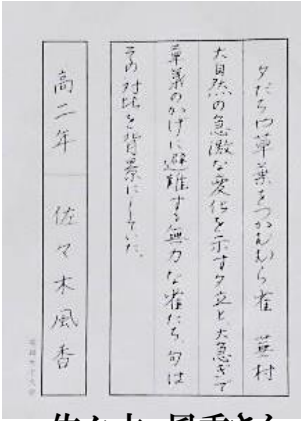 夕だちや草葉をつかむむら雀 蕪村
大自然の急激な変化を示す夕立と大急ぎで
草葉のかげに避難する無力な雀たち、句は
その対比を背景にしていた。
高二年 佐々木風香